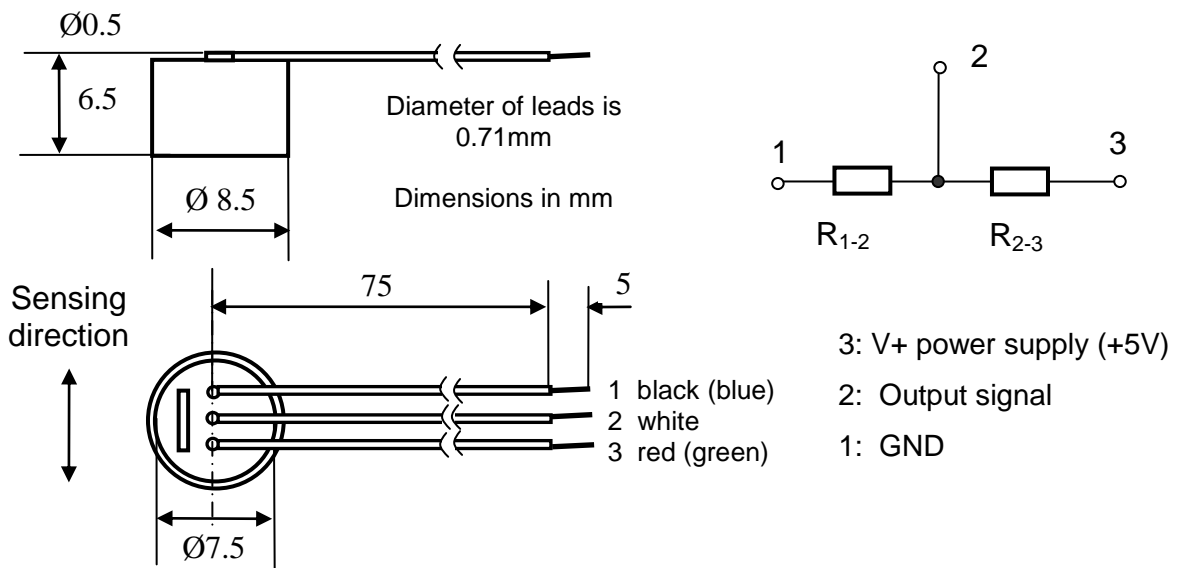 Ø0.5
6.5
Diameter of leads is
0.71mm
Dimensions in mm
Ø 8.5
2
1
3
R1-2
R2-3
75
5
Sensing
direction
1 black (blue)
2 white
3 red (green)
Ø7.5
3: V+ power supply (+5V)
2: Output signal
1: GND